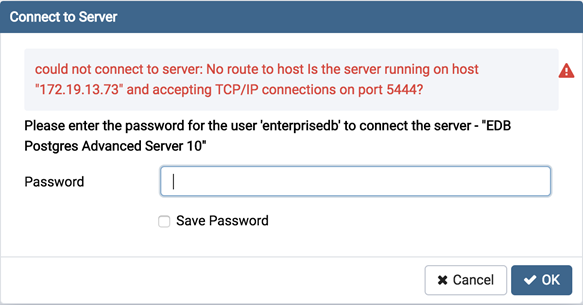 Connect to Server
could not connect to server: No route to host Is the server running on host
"172.19.13.73" and accepting TCP/IP connections on port 5444?
Please enter the password for the user 'enterprisedb' to connect the server - "EDB
Postgres Advanced Server 10"
Password
Save Password
Cancel
OK